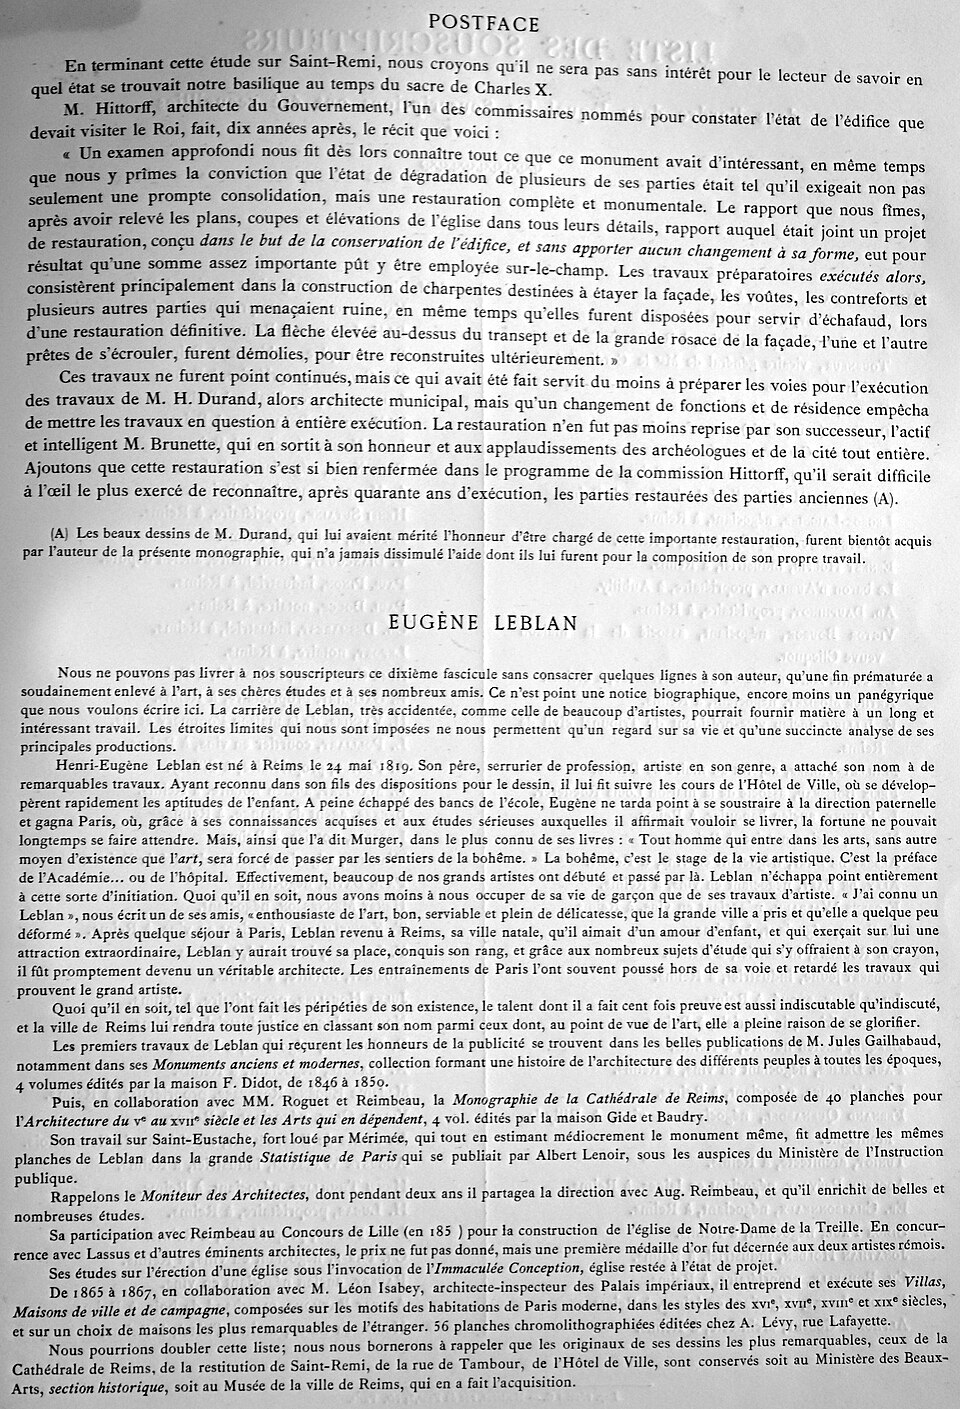 POSTFACE
En terminant cette étude sur Saint-Remi, nous croyons qu'il ne sera pas sans intérêt pour le lecteur de savoir en
quel état se trouvait notre basilique au temps du sacre de Charles X.
M. Hittorff, architecte du Gouvernement, l'un des commissaires nommés pour constater l'état de l'édifice que
devait visiter le Roi, fait, dix années après, le récit que voici :
« Un examen approfondi nous fit dès lors connaître tout ce que ce monument avait d'intéressant, en même temps
que nous y prîmes la conviction que l'état de dégradation de plusieurs de ses parties était tel qu'il exigeait non pas
seulement une prompte consolidation, mais une restauration complète et monumentale. Le rapport que nous fîmes,
après avoir relevé les plans, coupes et élévations de l'église dans tous leurs détails, rapport auquel était joint un projet
de restauration, conçu dans le but de la conservation de l'édifice, et sans apporter aucun changement à sa forme, eut pour
résultat qu'une somme assez importante pût y être employée sur-le-champ. Les travaux préparatoires exécutés alors,
consistèrent principalement dans la construction de charpentes destinées à étayer la façade, les voûtes, les contreforts et
plusieurs autres parties qui menaçaient ruine, en même temps qu'elles furent disposées pour servir d'échafaud, lors
d'une restauration définitive. La flèche élevée au-dessus du transept et de la grande rosace de la façade, l'une et l'autre
prêtes de s'écrouler, furent démolies, pour être reconstruites ultérieurement. »
Ces travaux ne furent point continués, mais ce qui avait été fait servit du moins à préparer les voies pour l'exécution
des travaux de M. H. Durand, alors architecte municipal, mais qu'un changement de fonctions et de résidence empêcha
de mettre les travaux en question à entière exécution. La restauration n'en fut pas moins reprise par son successeur, l'actif
et intelligent M. Brunette, qui en sortit à son honneur et aux applaudissements des archéologues et de la cité tout entière.
Ajoutons que cette restauration s'est si bien renfermée dans le programme de la commission Hittorff, qu'il serait difficile
à l'œil le plus exercé de reconnaître, après quarante ans d'exécution, les parties restaurées des parties anciennes (A).
(A) Les beaux dessins de M. Durand, qui lui avaient mérité l'honneur d'être chargé de cette importante restauration, furent bientôt acquis
par l'auteur de la présente monographie, qui n'a jamais dissimulé l'aide dont ils lui furent pour la composition de son propre travail.
EUGÈNE LEBLAN
Nous ne pouvons pas livrer à nos souscripteurs ce dixième fascicule sans consacrer quelques lignes à son auteur, qu'une fin prématurée a
soudainement enlevé à l'art, à ses chères études et à ses nombreux amis. Ce n'est point une notice biographique, encore moins un panégyrique
que nous voulons écrire ici. La carrière de Leblan, très accidentée, comme celle de beaucoup d'artistes, pourrait fournir matière à un long et
intéressant travail. Les étroites limites qui nous sont imposées ne nous permettent qu'un regard sur sa vie et qu'une succincte analyse de ses
principales productions.
Henri-Eugène Leblan est né à Reims le 24 mai 1819. Son père, serrurier de profession, artiste en son genre, a attaché son nom à de
remarquables travaux. Ayant reconnu dans son fils des dispositions pour le dessin, il lui fit suivre les cours de l'Hôtel de Ville, où se dévelop-
pèrent rapidement les aptitudes de l'enfant. A peine échappé des bancs de l'école, Eugène ne tarda point à se soustraire à la direction paternelle
et gagna Paris, où, grâce à ses connaissances acquises et aux études sérieuses auxquelles il affirmait vouloir se livrer, la fortune ne pouvait
longtemps se faire attendre. Mais, ainsi que l'a dit Murger, dans le plus connu de ses livres : « Tout homme qui entre dans les arts, sans autre
moyen d'existence que l'art, sera forcé de passer par les sentiers de la bohême. » La bohême, c'est le stage de la vie artistique. C'est la préface
de l'Académie... ou de l'hôpital. Effectivement, beaucoup de nos grands artistes ont débuté et passé par là. Leblan n'échappa point entièrement
à cette sorte d'initiation. Quoi qu'il en soit, nous avons moins à nous occuper de sa vie de garçon que de ses travaux d'artiste. « J'ai connu un
Leblan », nous écrit un de ses amis, « enthousiaste de l'art, bon, serviable et plein de délicatesse, que la grande ville a pris et qu'elle a quelque peu
déformé ». Après quelque séjour à Paris, Leblan revenu à Reims, sa ville natale, qu'il aimait d'un amour d'enfant, et qui exerçait sur lui une
attraction extraordinaire, Leblan y aurait trouvé sa place, conquis son rang, et grâce aux nombreux sujets d'étude qui s'y offraient à son crayon,
il fût promptement devenu un véritable architecte. Les entraînements de Paris l'ont souvent poussé hors de sa voie et retardé les travaux qui
prouvent le grand artiste.
Quoi qu'il en soit, tel que l'ont fait les péripéties de son existence, le talent dont il a fait cent fois preuve est aussi indiscutable qu'indiscuté,
et la ville de Reims lui rendra toute justice en classant son nom parmi ceux dont, au point de vue de l'art, elle a pleine raison de se glorifier.
Les premiers travaux de Leblan qui reçurent les honneurs de la publicité se trouvent dans les belles publications de M. Jules Gailhabaud,
notamment dans ses Monuments anciens et modernes, collection formant une histoire de l'architecture des différents peuples à toutes les époques,
4 volumes édités par la maison F. Didot, de 1846 à 1850.
Puis, en collaboration avec MM. Roguet et Reimbeau, la Monographie de la Cathédrale de Reims, composée de 40 planches pour
l'Architecture du vᵉ au xvııᵉ siècle et les Arts qui en dépendent, 4 vol. édités par la maison Gide et Baudry.
Son travail sur Saint-Eustache, fort loué par Mérimée, qui tout en estimant médiocrement le monument même, fit admettre les mêmes
planches de Leblan dans la grande Statistique de Paris qui se publiait par Albert Lenoir, sous les auspices du Ministère de l'Instruction
publique.
Rappelons le Moniteur des Architectes, dont pendant deux ans il partagea la direction avec Aug. Reimbeau, et qu'il enrichit de belles et
nombreuses études.
Sa participation avec Reimbeau au Concours de Lille (en 185 ) pour la construction de l'église de Notre-Dame de la Treille. En concur-
rence avec Lassus et d'autres éminents architectes, le prix ne fut pas donné, mais une première médaille d'or fut décernée aux deux artistes rémois.
Ses études sur l'érection d'une église sous l'invocation de l'Immaculée Conception, église restée à l'état de projet.
De 1865 à 1867, en collaboration avec M. Léon Isabey, architecte-inspecteur des Palais impériaux, il entreprend et exécute ses Villas,
Maisons de ville et de campagne, composées sur les motifs des habitations de Paris moderne, dans les styles des xvıᵉ, xvııᵉ, xvıııᵉ et xıxᵉ siècles,
et sur un choix de maisons les plus remarquables de l'étranger. 56 planches chromolithographiées éditées chez A. Lévy, rue Lafayette.
Nous pourrions doubler cette liste; nous nous bornerons à rappeler que les originaux de ses dessins les plus remarquables, ceux de la
Cathédrale de Reims, de la restitution de Saint-Remi, de la rue de Tambour, de l'Hôtel de Ville, sont conservés soit au Ministère des Beaux-
Arts, section historique, soit au Musée de la ville de Reims, qui en a fait l'acquisition.